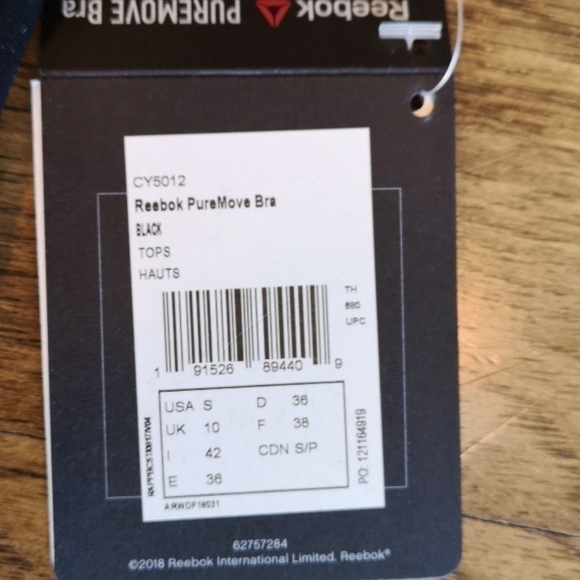 Reebok PUREMOVE Bra
CY5012
Reebok PureMove Bra
BLACK
TOPS
HAUTS
TH
680
UPC
1 91526 89440 9
USA S D 36
UK 10 F 38
I 42 CDN S/P
E 36
PO: 121164919
ARWDF18031
62757284
©2018 Reebok International Limited. Reebok®